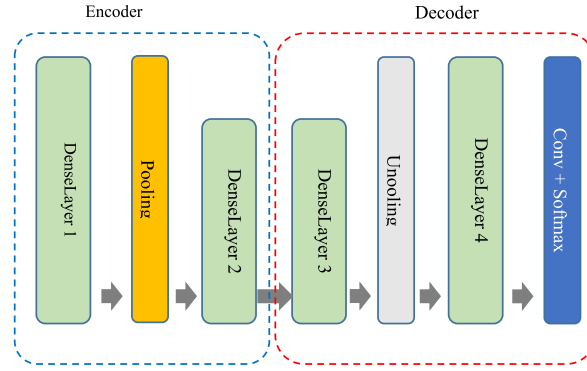 Encoder
Decoder
DenseLayer 1
Pooling
DenseLayer 2
DenseLayer 3
Unooling
DenseLayer 4
Conv + Softmax